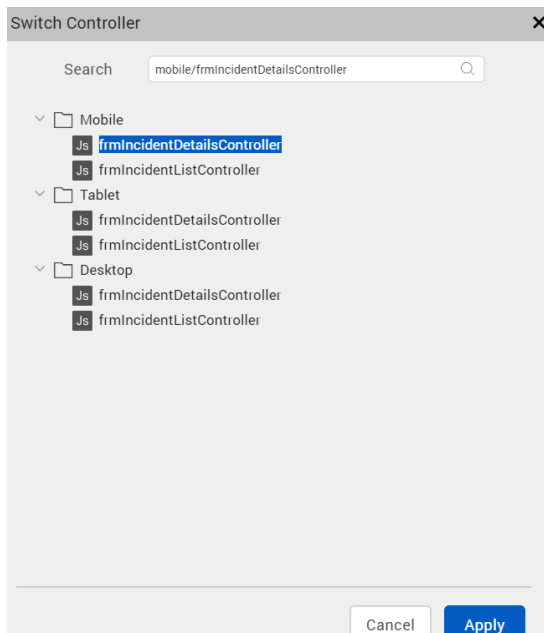 Switch Controller
Search mobile/frmIncidentDetailsController
Mobile
Js frmIncidentDetailsController
Js frmIncidentListController
Tablet
Js frmIncidentDetailsController
Js frmIncidentListController
Desktop
Js frmIncidentDetailsController
Js frmIncidentListController
Cancel Apply